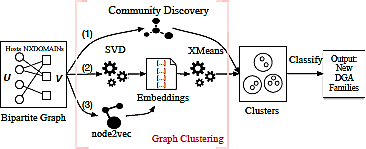 Community Discovery
(1)
Hosts NXDOMAINs
SVD
XMeans
U
V
(2)
Classify
Output:
New
DGA
Families
Embeddings
Clusters
(3)
Bipartite Graph
node2vec
Graph Clustering